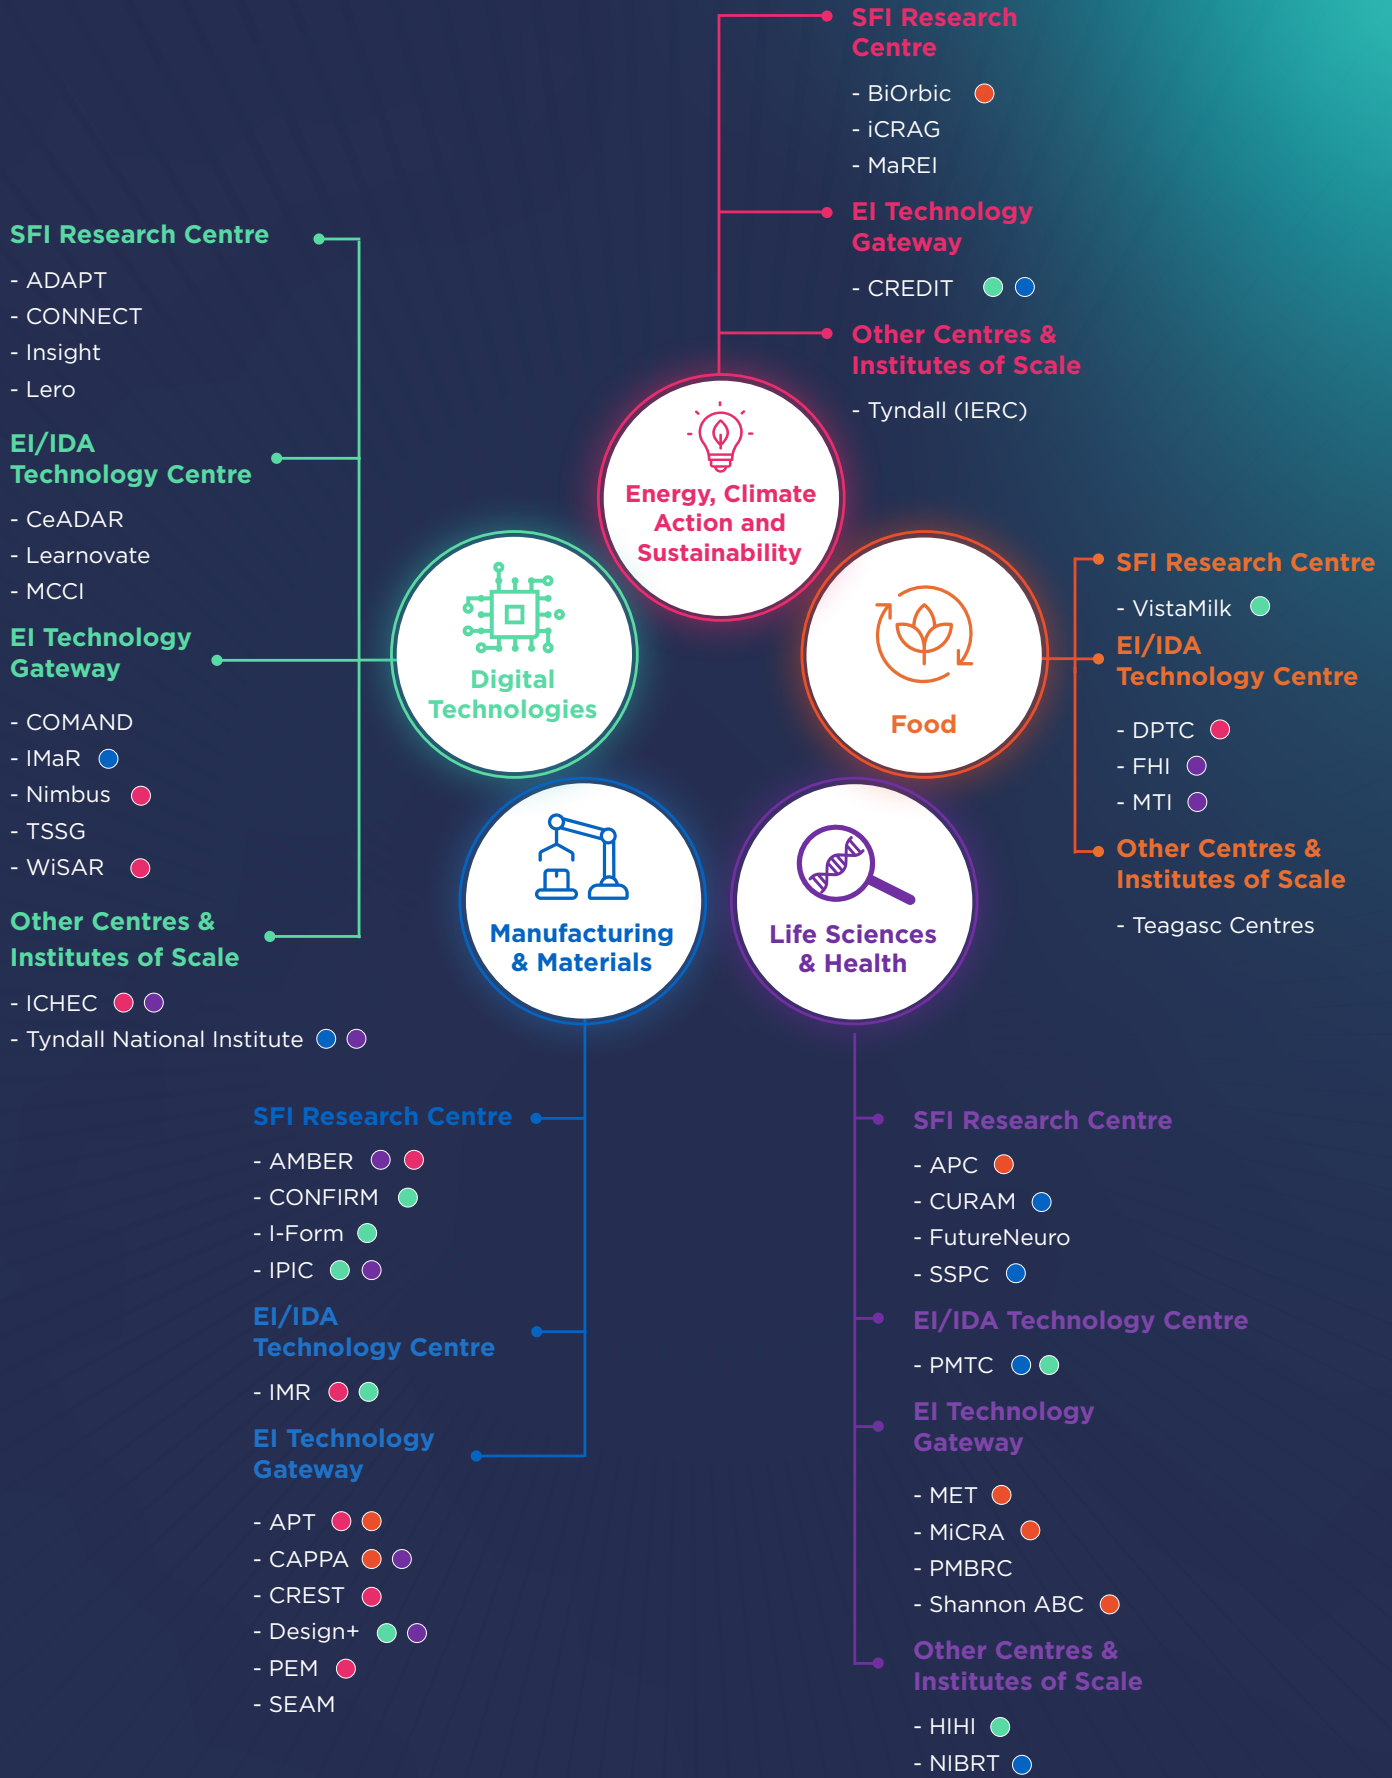 SFI Research
Centre
- BiOrbic
- iCRAG
- MaREI
EI Technology
Gateway
- CREDIT
Other Centres &
Institutes of Scale
- Tyndall (IERC)
SFI Research Centre
- ADAPT
- CONNECT
- Insight
- Lero
EI/IDA
Technology Centre
- CeADAR
- Learnovate
- MCCI
EI Technology
Gateway
- COMAND
- IMaR
- Nimbus
- TSSG
- WiSAR
Other Centres &
Institutes of Scale
- ICHEC
- Tyndall National Institute
Energy, Climate
Action and
Sustainability
Digital
Technologies
Food
Manufacturing
& Materials
Life Sciences
& Health
SFI Research Centre
- VistaMilk
EI/IDA
Technology Centre
- DPTC
- FHI
- MTI
Other Centres &
Institutes of Scale
- Teagasc Centres
SFI Research Centre
- AMBER
- CONFIRM
- I-Form
- IPIC
EI/IDA
Technology Centre
- IMR
EI Technology
Gateway
- APT
- CAPPA
- CREST
- Design+
- PEM
- SEAM
SFI Research Centre
- APC
- CURAM
- FutureNeuro
- SSPC
EI/IDA Technology Centre
- PMTC
EI Technology
Gateway
- MET
- MiCRA
- PMBRC
- Shannon ABC
Other Centres &
Institutes of Scale
- HIHI
- NIBRT